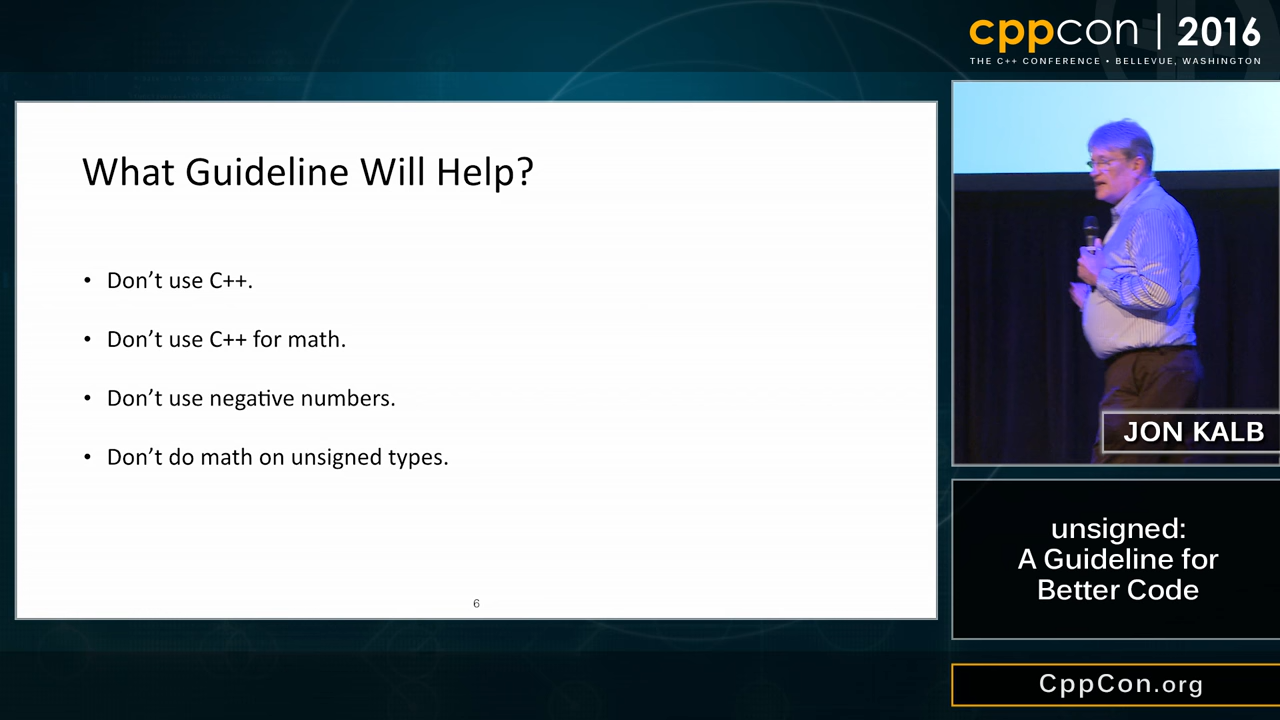 cppcon | 2016
THE C++ CONFERENCE • BELLEVUE, WASHINGTON
What Guideline Will Help?
• Don’t use C++.
• Don’t use C++ for math.
• Don’t use negative numbers.
• Don’t do math on unsigned types.
6
JON KALB
unsigned:
A Guideline for
Better Code
CppCon.org